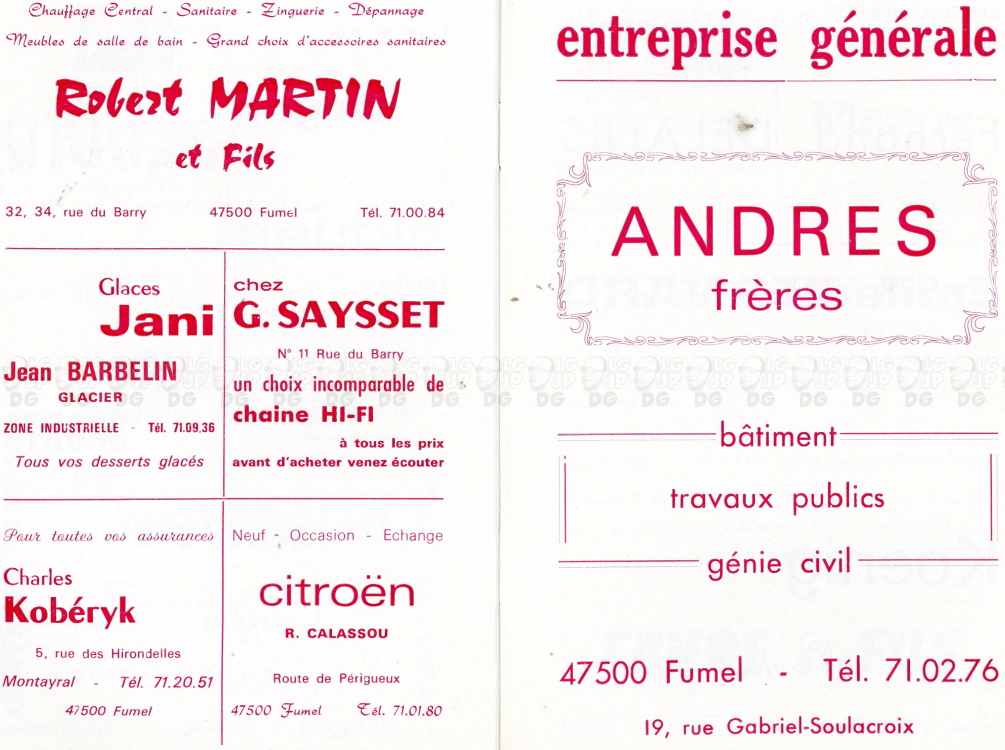 Chauffage Central - Sanitaire - Zinguerie - Dépannage
Meubles de salle de bain - Grand choix d'accessoires sanitaires
Robert MARTIN
et Fils
32, 34, rue du Barry 47500 Fumel Tél. 71.00.84
Glaces
Jani
Jean BARBELIN
GLACIER
ZONE INDUSTRIELLE - Tél. 71.09.36
Tous vos desserts glacés
chez
G. SAYSSET
N° 11 Rue du Barry
un choix incomparable de
chaine HI-FI
à tous les prix
avant d'acheter venez écouter
Pour toutes vos assurances
Charles
Kobéryk
5, rue des Hirondelles
Montayral - Tél. 71.20.51
47500 Fumel
Neuf - Occasion - Echange
citroën
R. CALASSOU
Route de Périgueux
47500 Fumel Tél. 71.01.80
entreprise générale
ANDRES
frères
bâtiment
travaux publics
génie civil
47500 Fumel - Tél. 71.02.76
19, rue Gabriel-Soulacroix